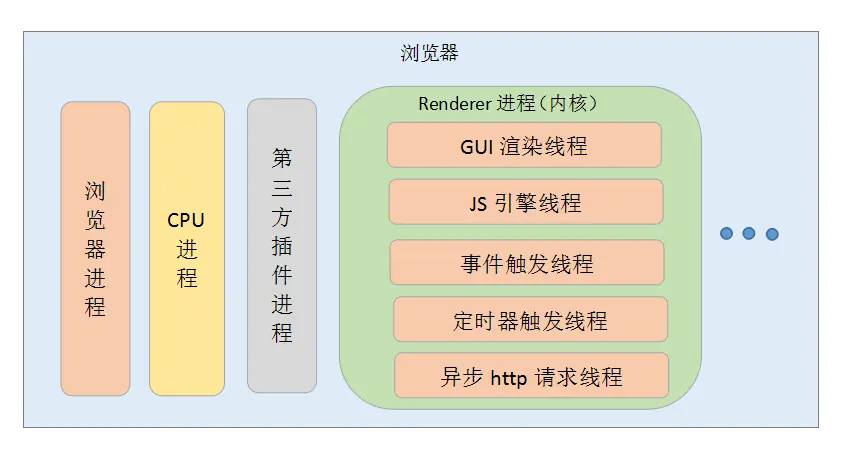 浏览器
浏览器进程
CPU
进程
第三方插件进程
Renderer 进程（内核）
GUI 渲染线程
JS 引擎线程
事件触发线程
定时器触发线程
异步 http 请求线程